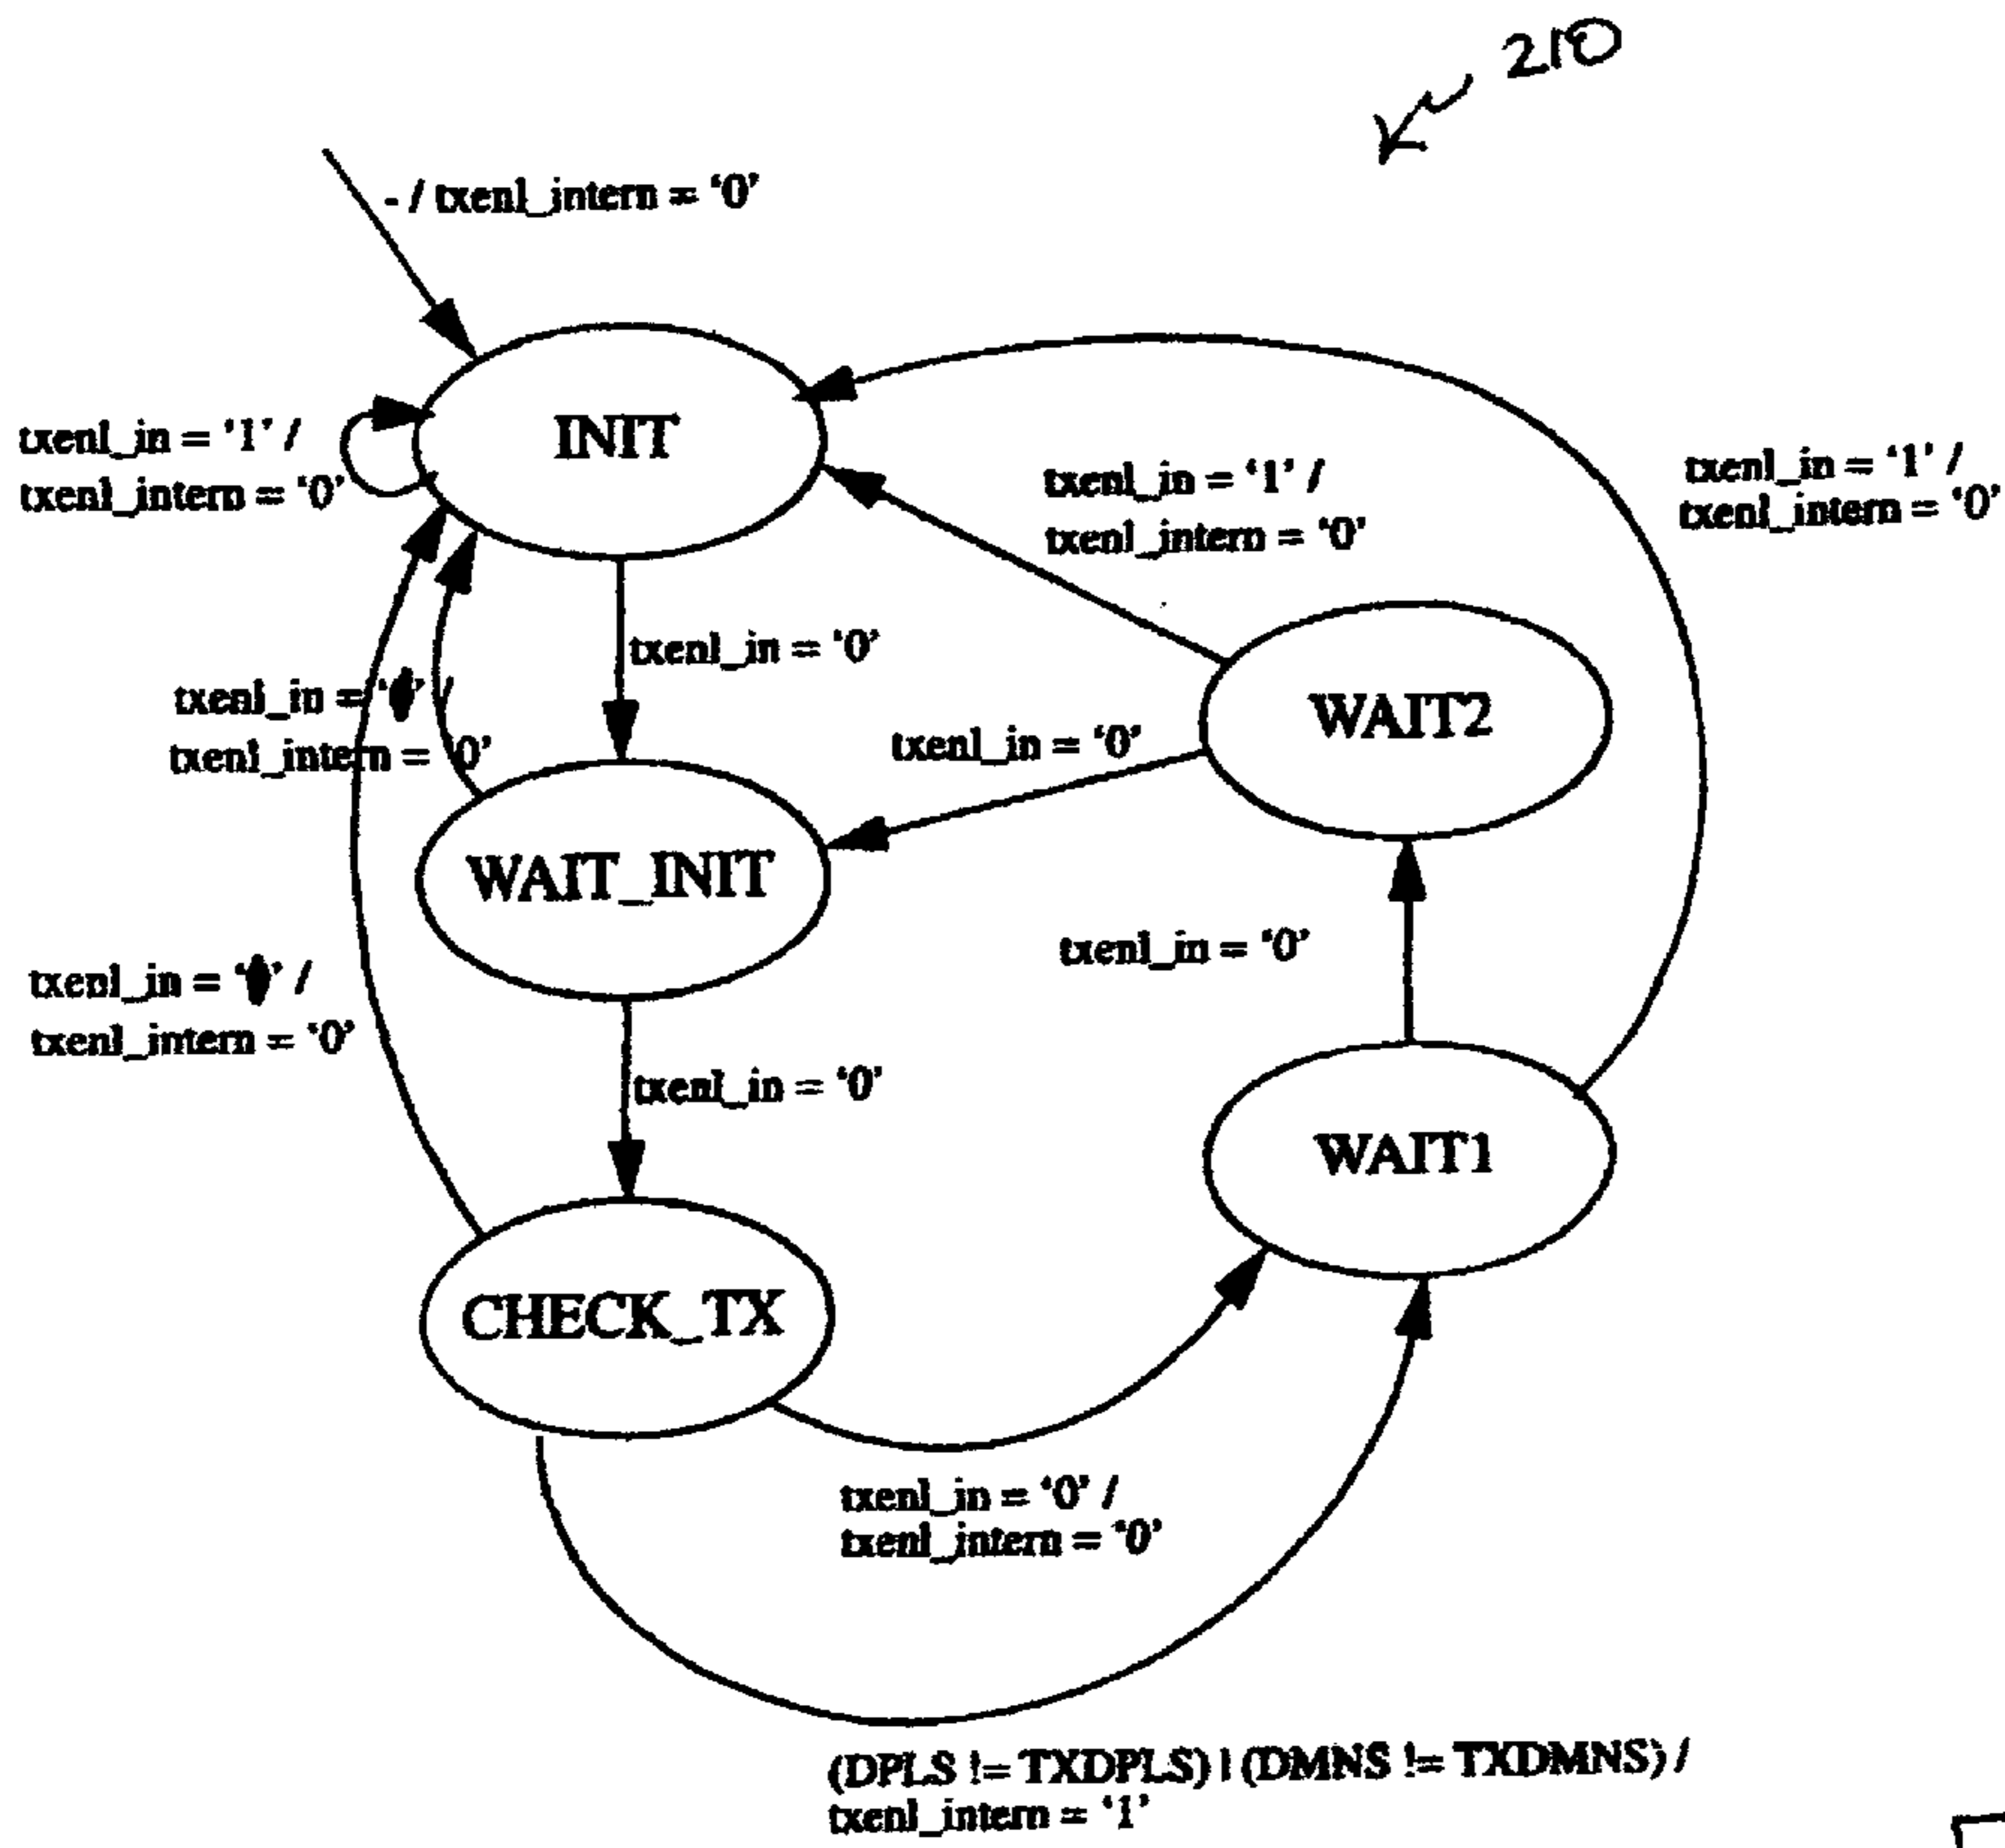 210
- / txenl_intern = ‘0’
INIT
txenl_in = ‘1’ /
txenl_intern = ‘0’
txenl_in = ‘1’ /
txenl_intern = ‘0’
txenl_in = ‘1’ /
txenl_intern = ‘0’
txenl_in = ‘0’
txenl_in = ‘ ’ /
txenl_intern = ‘0’
WAIT2
txenl_in = ‘0’
WAIT_INIT
txenl_in = ‘0’
txenl_in = ‘ ’ /
txenl_intern = ‘0’
txenl_in = ‘0’
WAIT1
CHECK_TX
txenl_in = ‘0’ /
txenl_intern = ‘0’
(DPLS != TXDPLS) | (DMNS != TXDMNS) /
txenl_intern = ‘1’